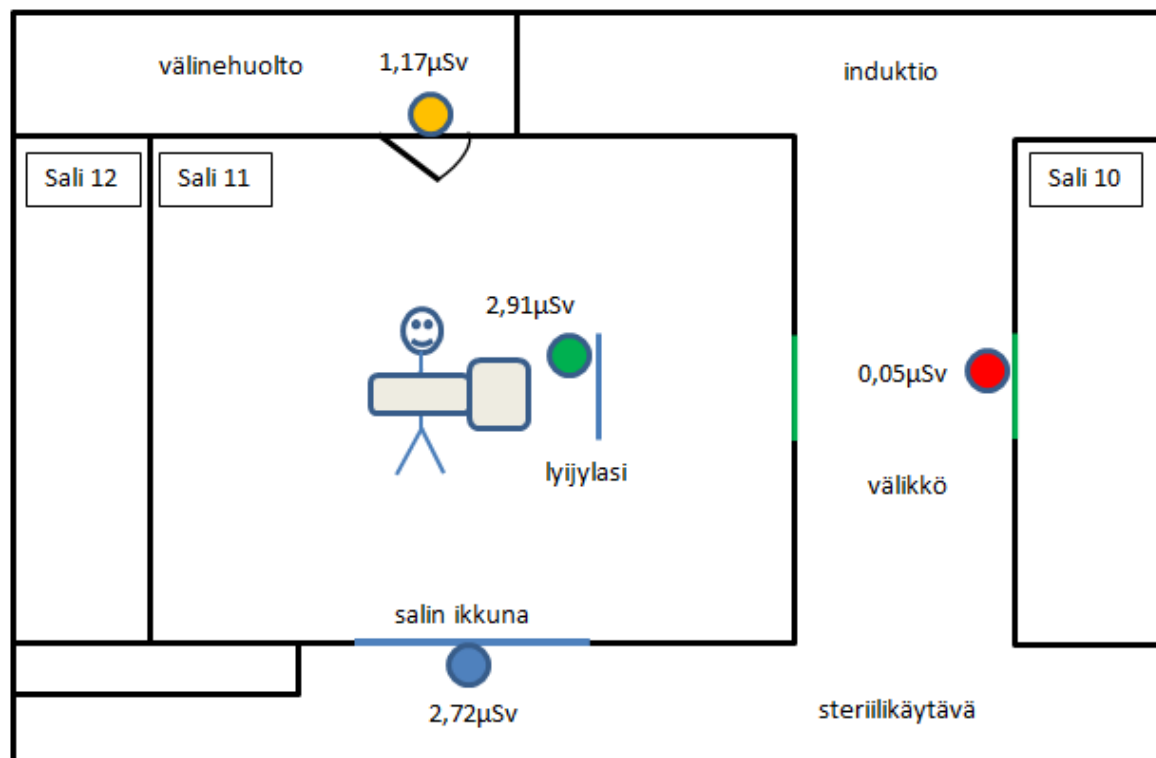 välinehuolto
1,17µSv
induktio
Sali 12
Sali 11
Sali 10
2,91µSv
0,05µSv
lyijylasi
välikkö
salin ikkuna
2,72µSv
steriilikäytävä